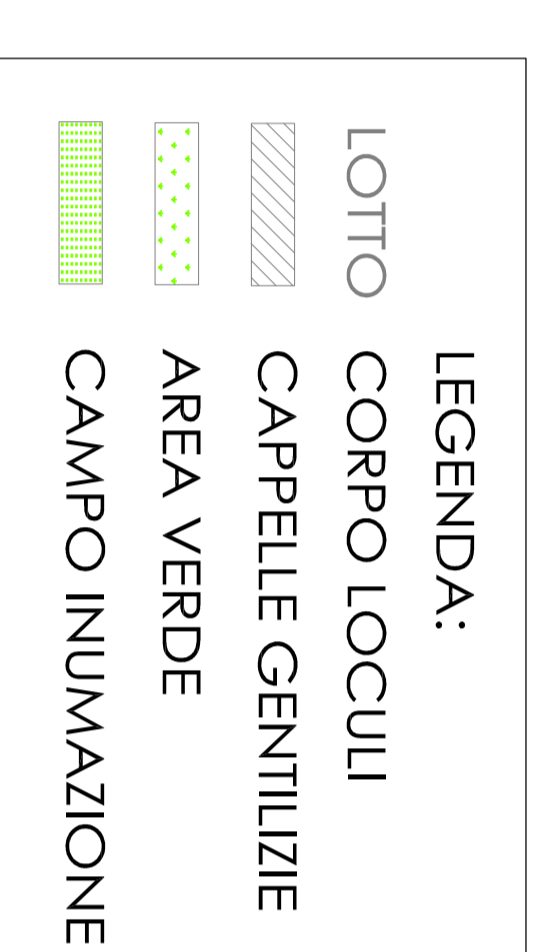 LEGENDA:
LOTTO CORPO LOCULI
CAPPELLE GENTILIZIE
AREA VERDE
CAMPO INUMAZIONE